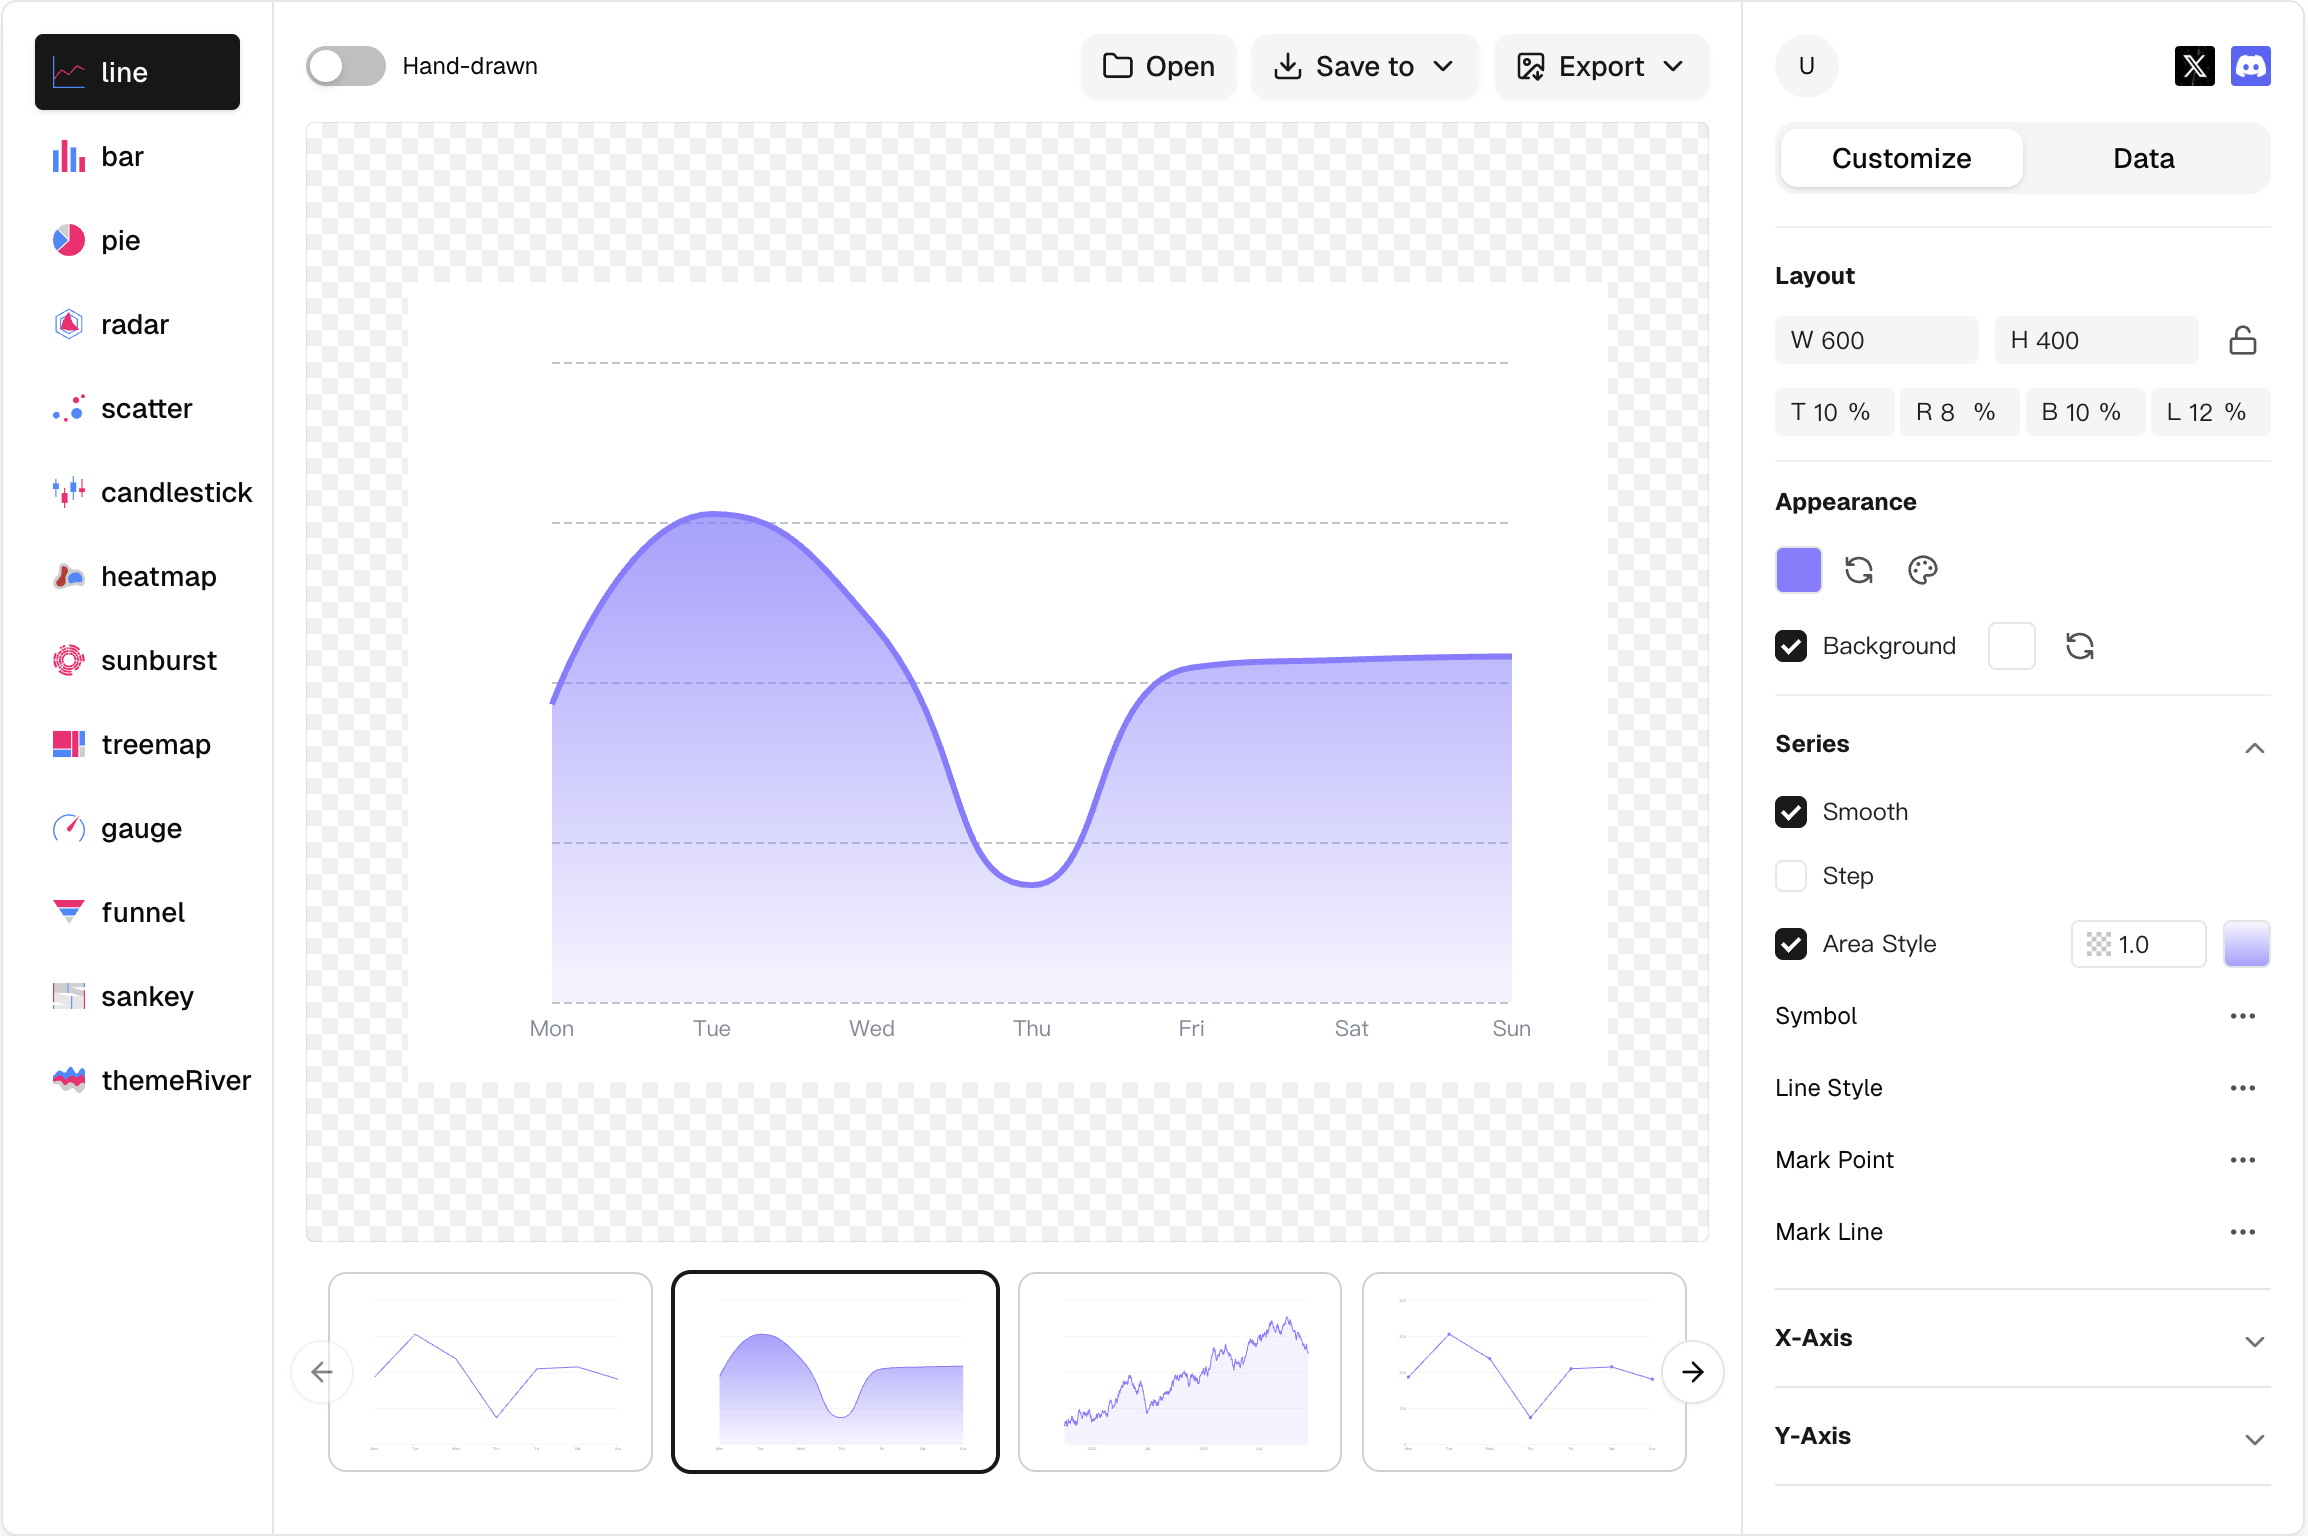 line
bar
pie
radar
scatter
candlestick
heatmap
sunburst
treemap
gauge
funnel
sankey
themeRiver
Hand-drawn
Open
Save to
Export
Mon Tue Wed Thu Fri Sat Sun
U
Customize Data
Layout
W 600 H 400
T 10 % R 8 % B 10 % L 12 %
Appearance
Background
Series
Smooth
Step
Area Style 1.0
Symbol
Line Style
Mark Point
Mark Line
X-Axis
Y-Axis